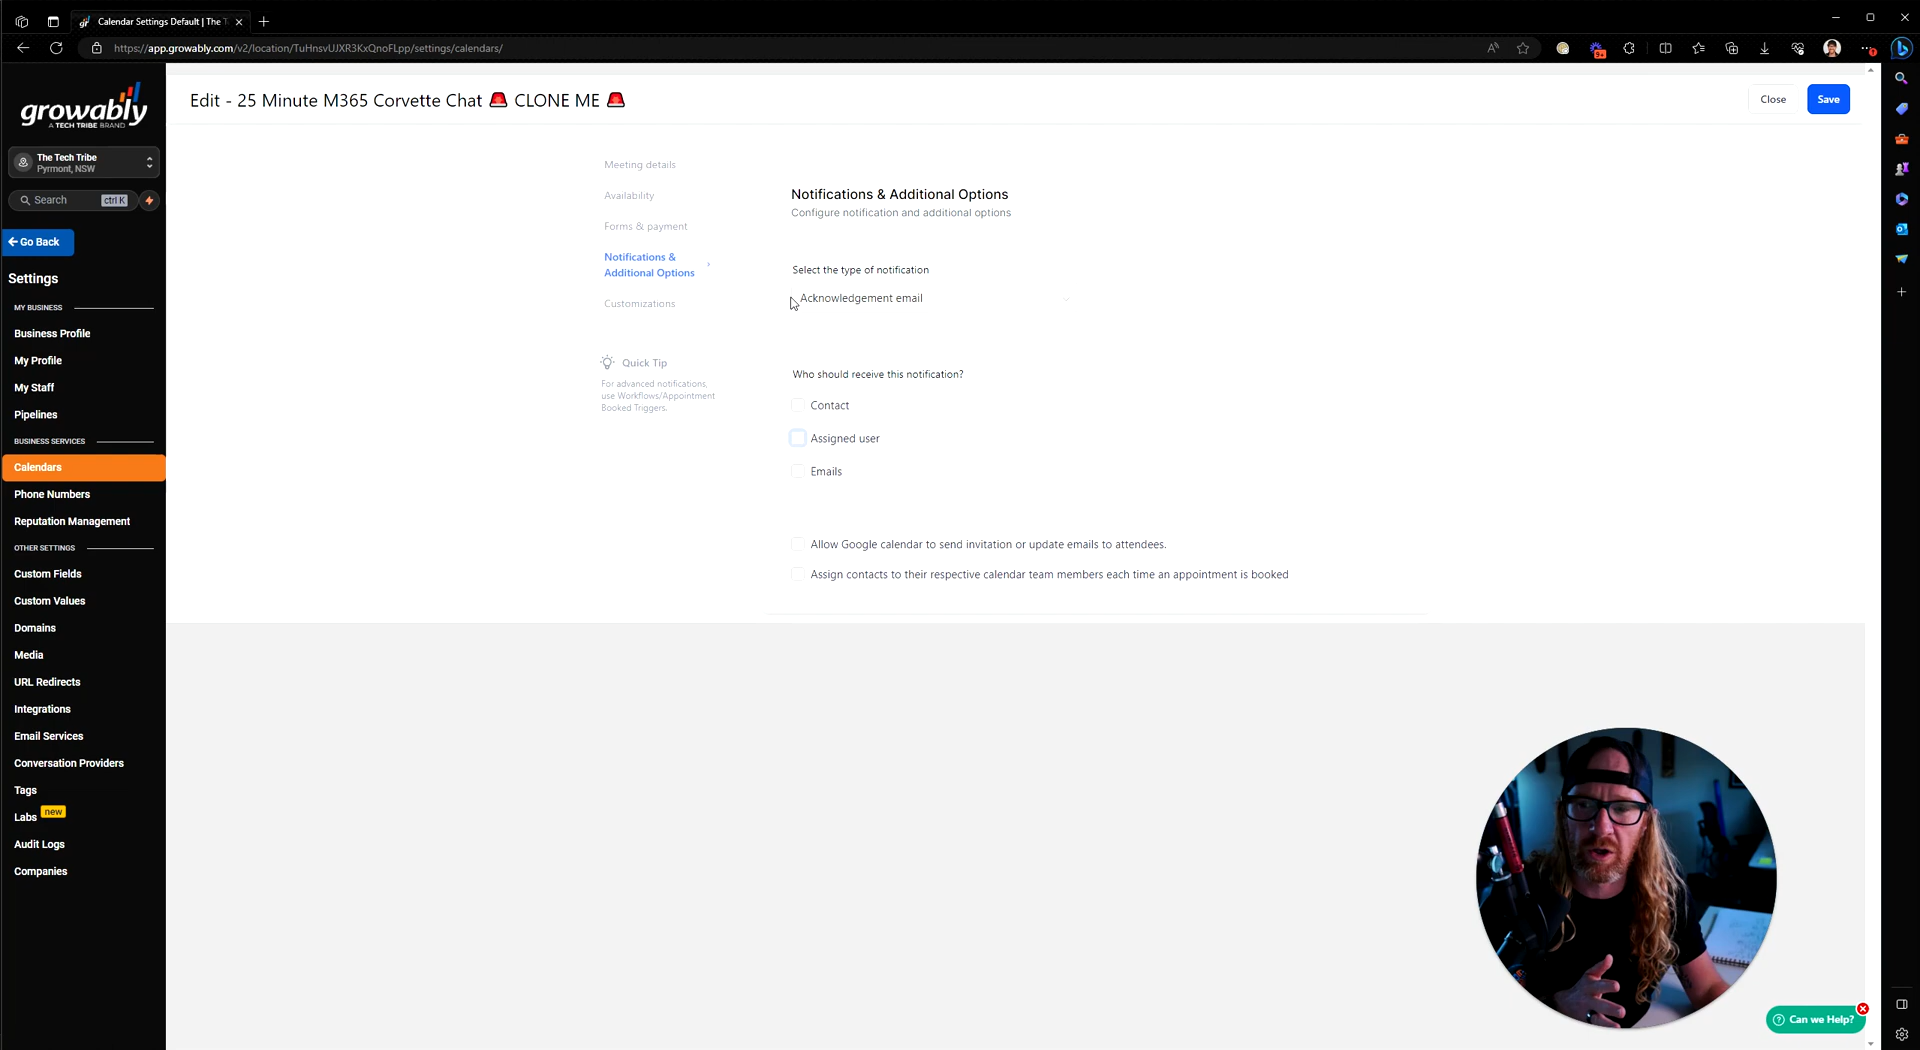 Calendar Settings Default | The T
https://app.growably.com/v2/location/TuHnsvUJXR3KxQnoFLpp/settings/calendars/
growably
A TECH TRIBE BRAND
The Tech Tribe
Pyrmont, NSW
Search ctrl K
Go Back
Settings
MY BUSINESS
Business Profile
My Profile
My Staff
Pipelines
BUSINESS SERVICES
Calendars
Phone Numbers
Reputation Management
OTHER SETTINGS
Custom Fields
Custom Values
Domains
Media
URL Redirects
Integrations
Email Services
Conversation Providers
Tags
Labs new
Audit Logs
Companies
Edit - 25 Minute M365 Corvette Chat 🚨 CLONE ME 🚨
Close
Save
Meeting details
Availability
Forms & payment
Notifications &
Additional Options
Customizations
Quick Tip
For advanced notifications,
use Workflows/Appointment
Booked Triggers.
Notifications & Additional Options
Configure notification and additional options
Select the type of notification
Acknowledgement email
Who should receive this notification?
Contact
Assigned user
Emails
Allow Google calendar to send invitation or update emails to attendees.
Assign contacts to their respective calendar team members each time an appointment is booked
Can we Help?